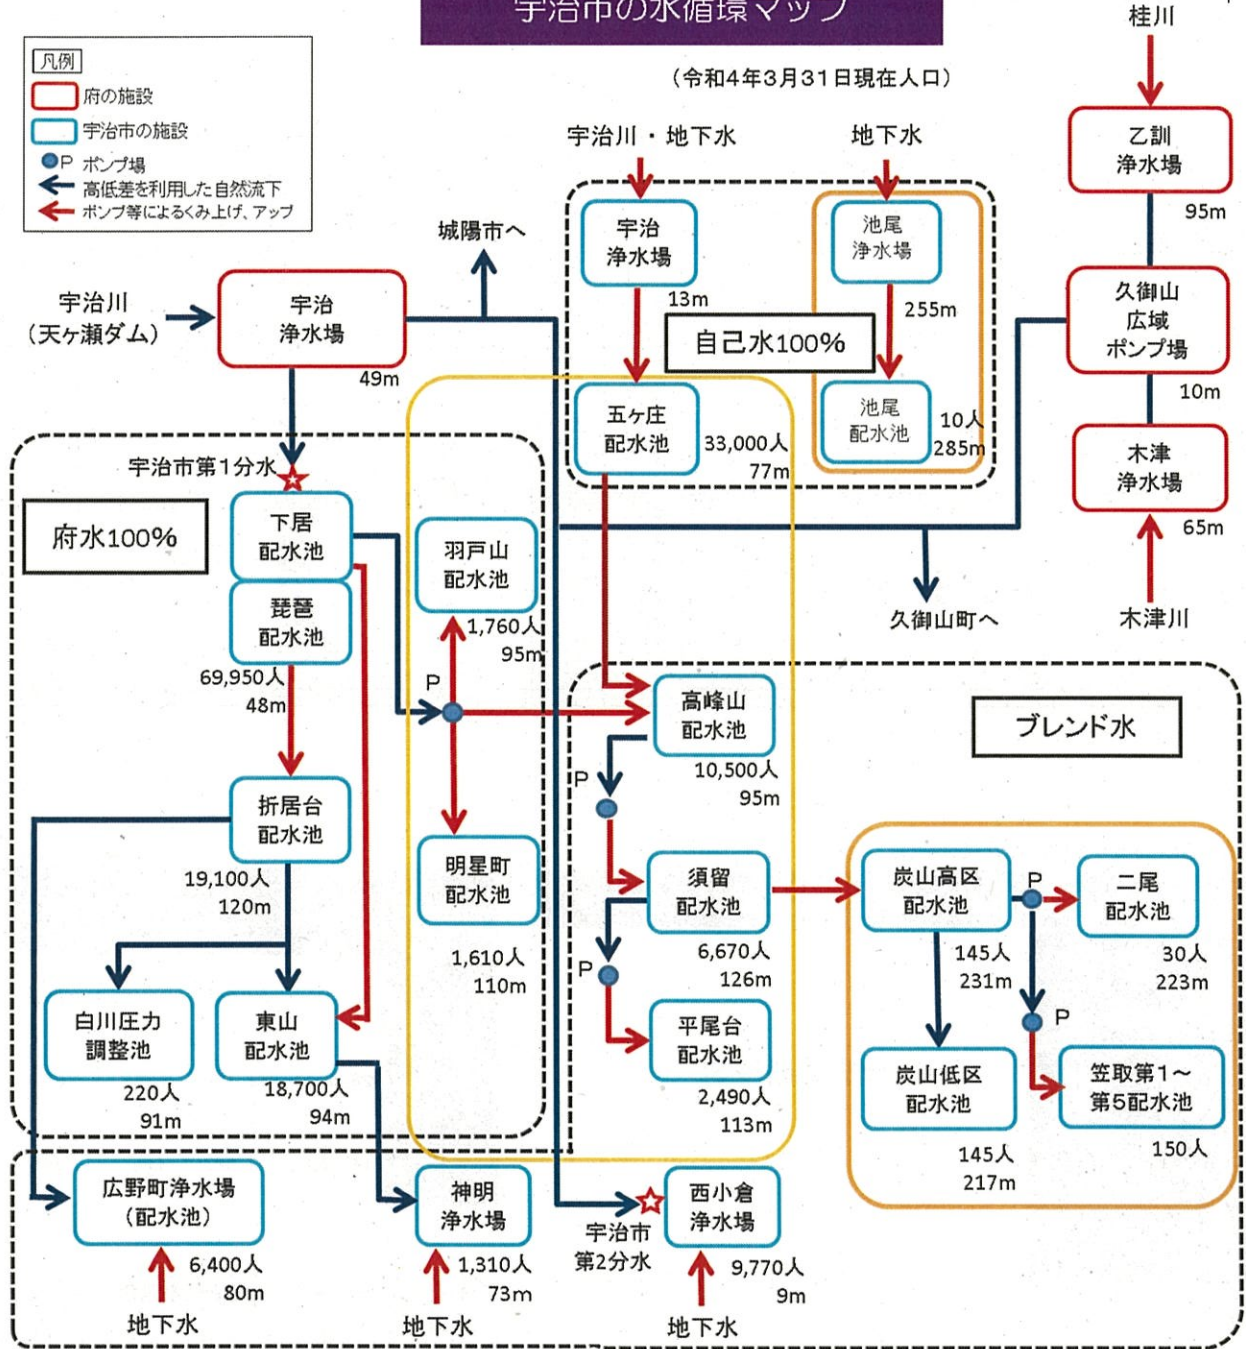 宇治市の水循環マップ
(令和4年3月31日現在人口)
凡例
府の施設
宇治市の施設
P ポンプ場
高低差を利用した自然流下
ポンプ等によるくみ上げ、アップ
桂川
乙訓
浄水場
95m
久御山
広域
ポンプ場
10m
木津
浄水場
65m
木津川
宇治川・地下水
宇治
浄水場
13m
地下水
池尾
浄水場
255m
自己水100%
五ヶ庄
配水池
33,000人
77m
池尾
配水池
10人
285m
城陽市へ
宇治川
(天ヶ瀬ダム)
宇治
浄水場
49m
久御山町へ
宇治市第1分水
府水100%
下居
配水池
琵琶
配水池
69,950人
48m
羽戸山
配水池
1,760人
95m
P
明星町
配水池
1,610人
110m
折居台
配水池
19,100人
120m
白川圧力
調整池
220人
91m
東山
配水池
18,700人
94m
ブレンド水
高峰山
配水池
10,500人
95m
P
須留
配水池
6,670人
126m
P
平尾台
配水池
2,490人
113m
炭山高区
配水池
145人
231m
P
二尾
配水池
30人
223m
P
炭山低区
配水池
145人
217m
笠取第1～
第5配水池
150人
広野町浄水場
(配水池)
6,400人
80m
地下水
神明
浄水場
1,310人
73m
地下水
宇治市
第2分水
西小倉
浄水場
9,770人
9m
地下水